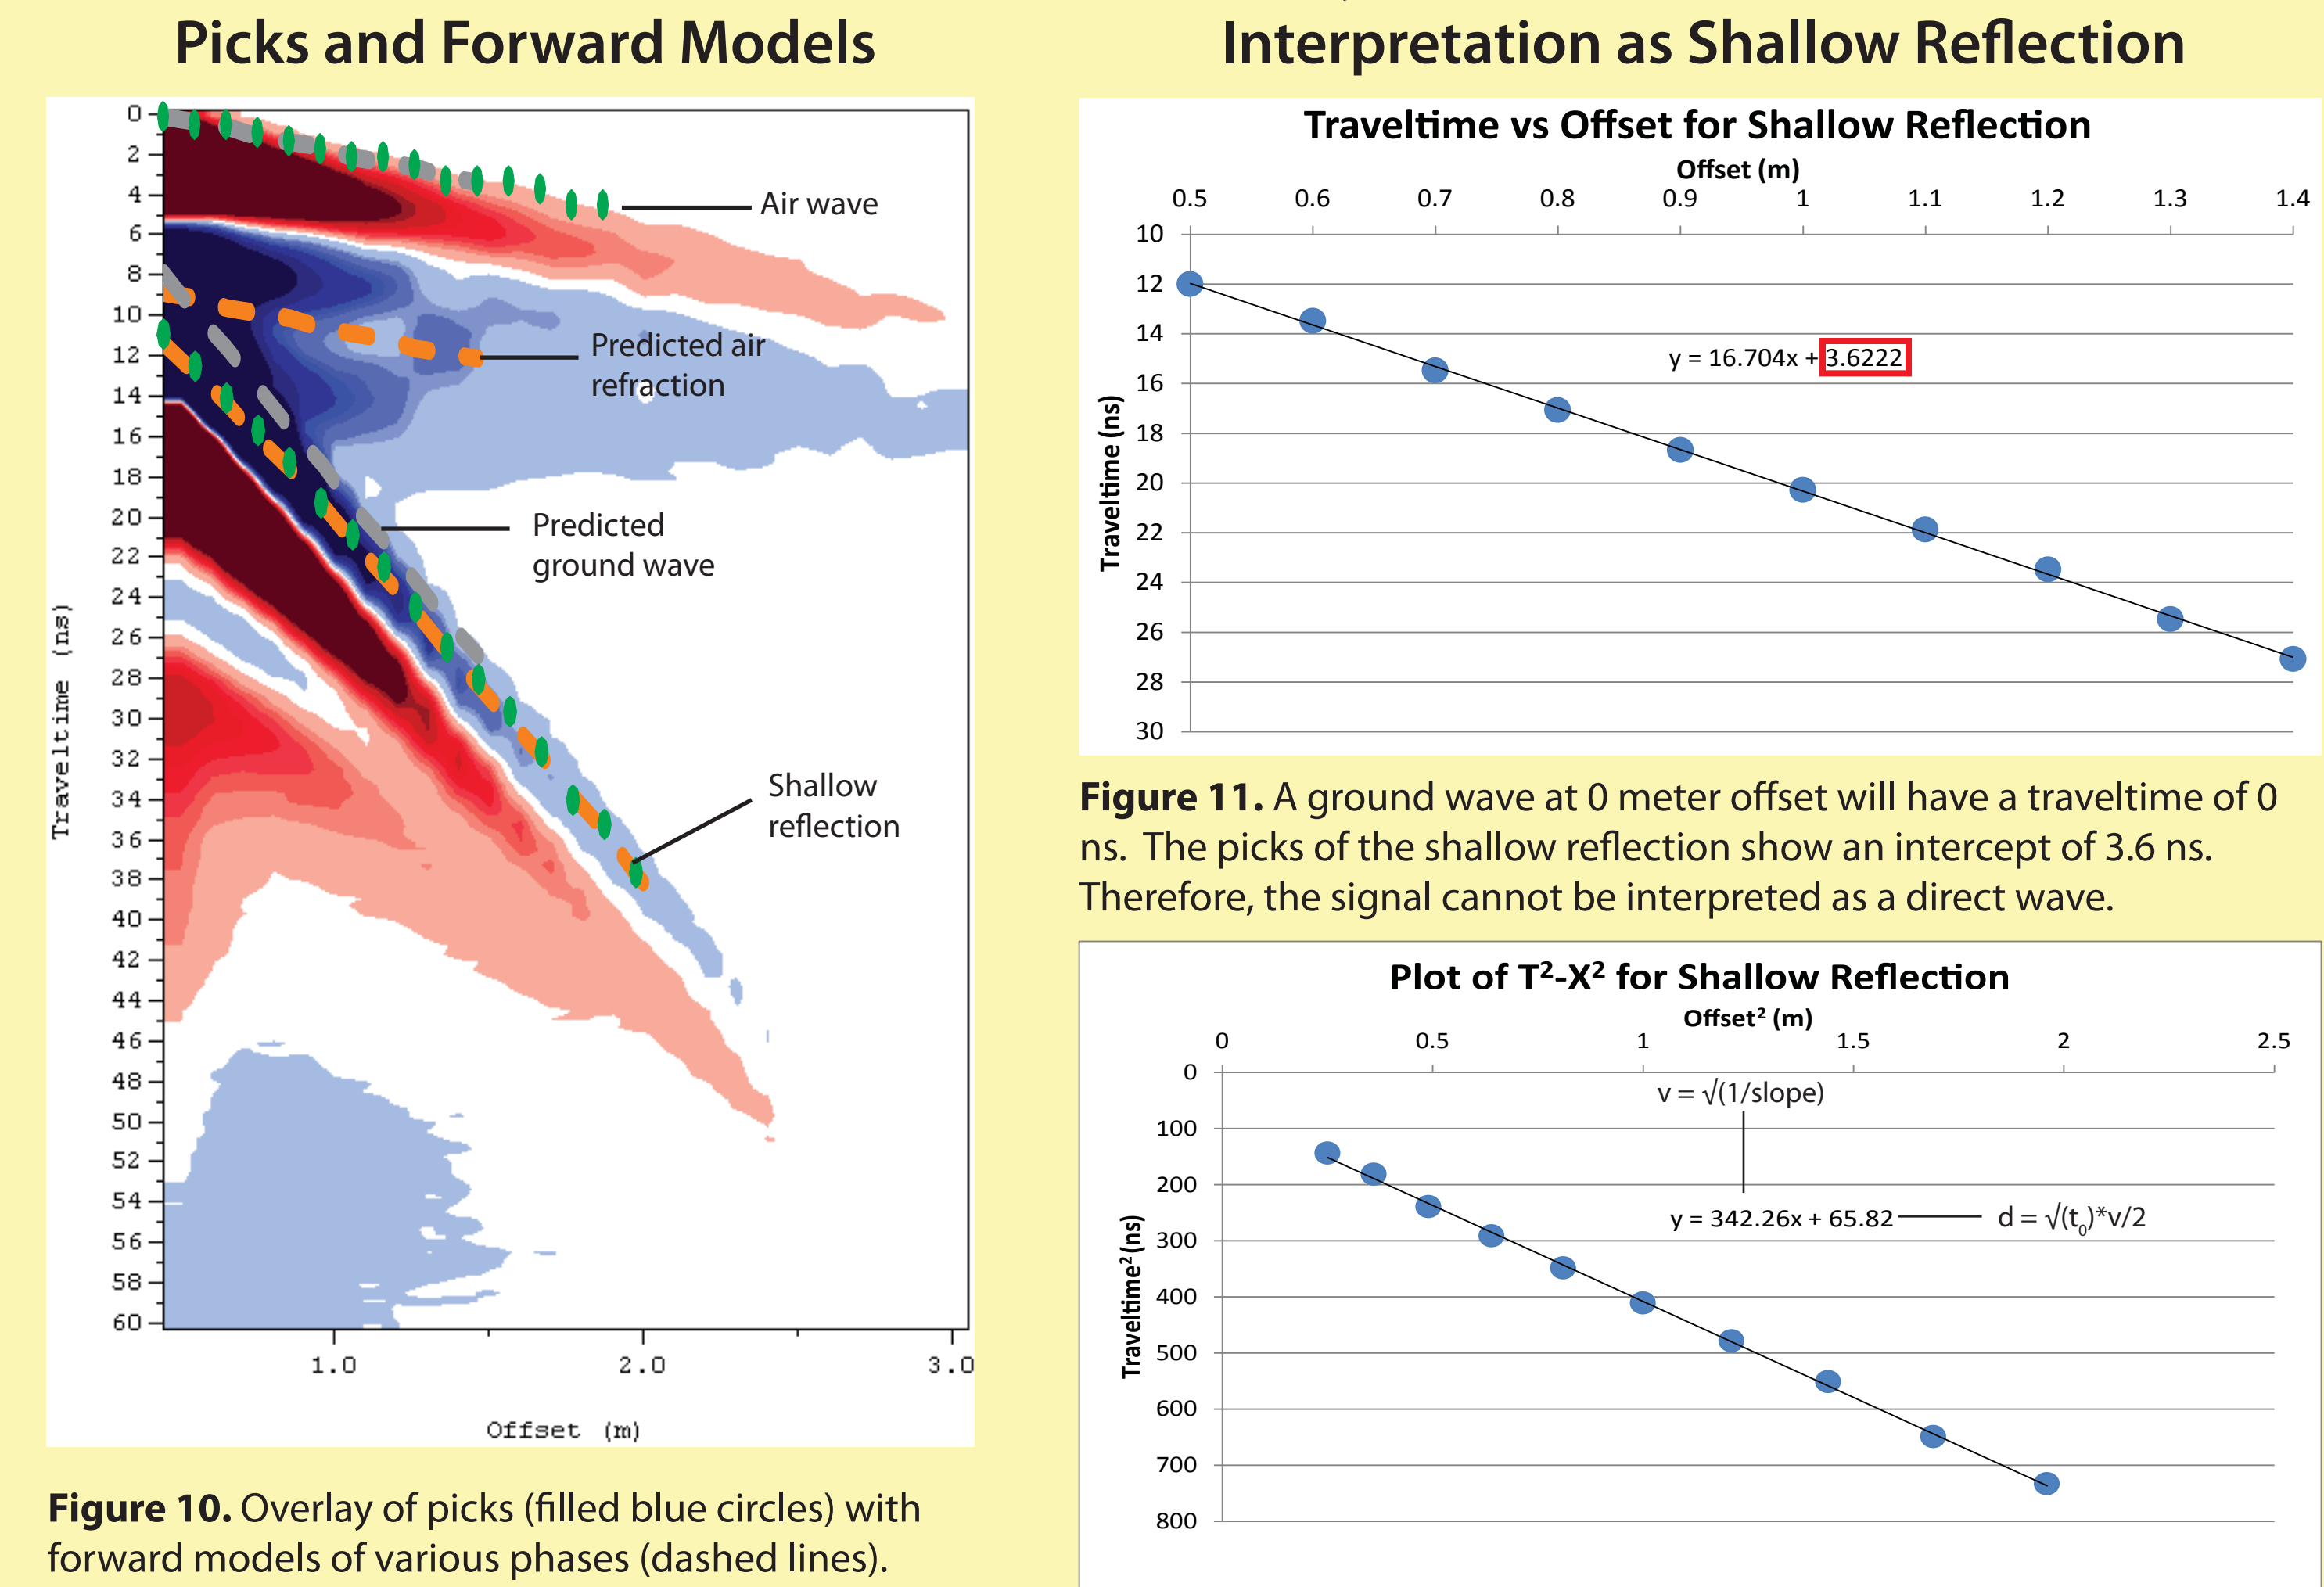 Picks and Forward Models
0
2
4
6
8
10
12
14
16
18
20
22
24
26
28
30
32
34
36
38
40
42
44
46
48
50
52
54
56
58
60
Traveltime (ns)
Air wave
Predicted air
refraction
Predicted
ground wave
Shallow
reflection
1.0 2.0 3.0
Offset (m)
Figure 10. Overlay of picks (filled blue circles) with
forward models of various phases (dashed lines).
Interpretation as Shallow Reflection
Traveltime vs Offset for Shallow Reflection
Offset (m)
0.5 0.6 0.7 0.8 0.9 1 1.1 1.2 1.3 1.4
10
12
14
16
18
20
22
24
26
28
30
Traveltime (ns)
y = 16.704x + 3.6222
Figure 11. A ground wave at 0 meter offset will have a traveltime of 0
ns. The picks of the shallow reflection show an intercept of 3.6 ns.
Therefore, the signal cannot be interpreted as a direct wave.
Plot of T²-X² for Shallow Reflection
Offset² (m)
0 0.5 1 1.5 2 2.5
0
100
200
300
400
500
600
700
800
Traveltime² (ns)
v = √(1/slope)
y = 342.26x + 65.82
d = √(t₀)*v/2